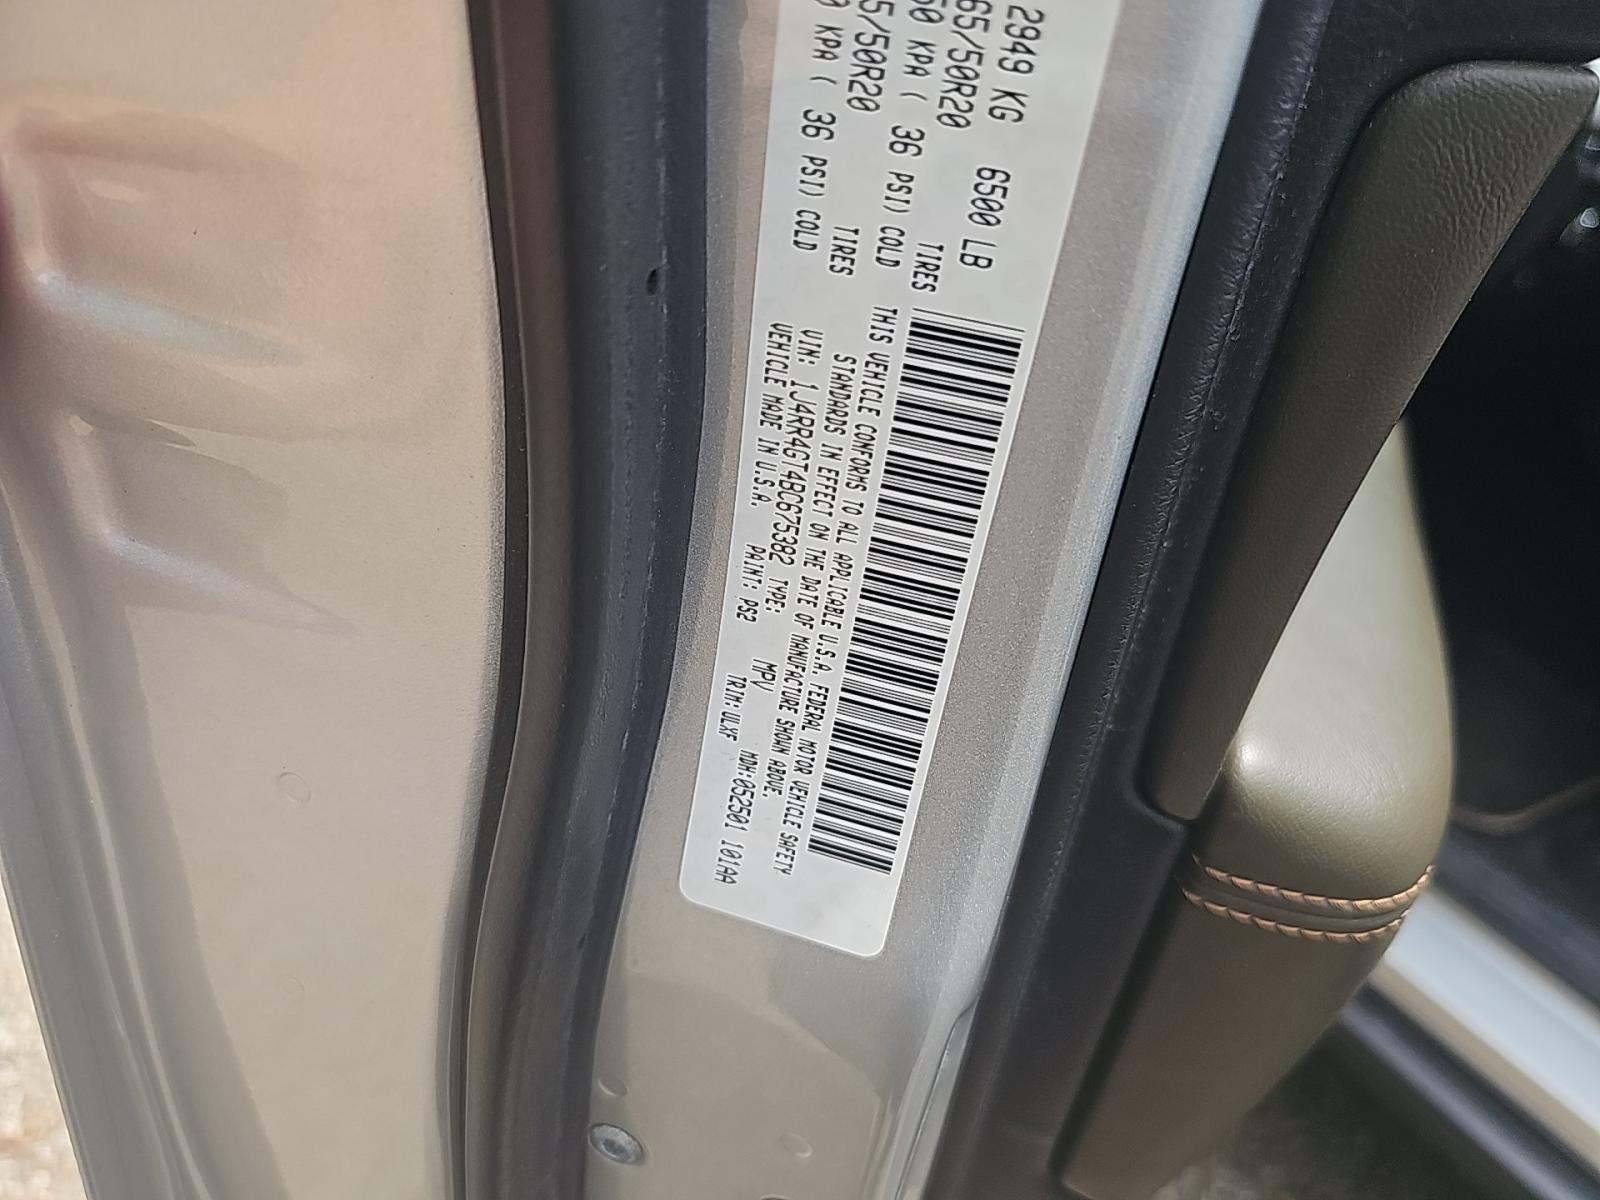 2949 KG 6500 LB
65/50R20 TIRES
50 KPA ( 36 PSI) COLD
5/50R20 TIRES
0 KPA ( 36 PSI) COLD
THIS VEHICLE CONFORMS TO ALL APPLICABLE U.S.A. FEDERAL MOTOR VEHICLE SAFETY
STANDARDS IN EFFECT ON THE DATE OF MANUFACTURE SHOWN ABOVE.
VIN: 1J4RR4GT4BC675382 TYPE: MPV MDH:052501 101AA
VEHICLE MADE IN U.S.A. PAINT: PS2 TRIM:ULXF